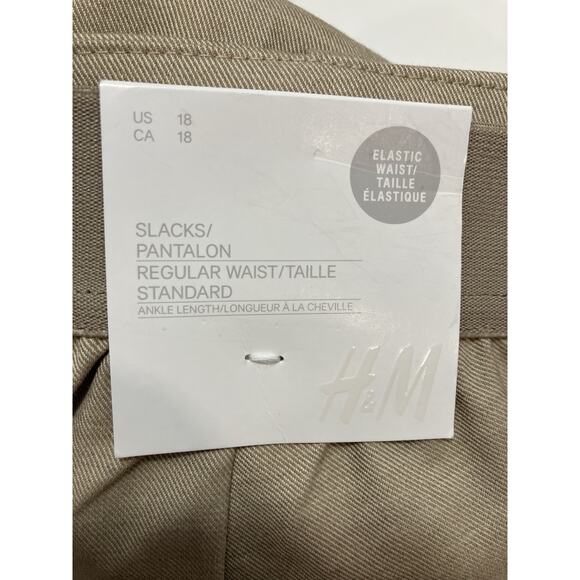 US 18
CA 18
ELASTIC
WAIST/
TAILLE
ÉLASTIQUE
SLACKS/
PANTALON
REGULAR WAIST/TAILLE
STANDARD
ANKLE LENGTH/LONGUEUR À LA CHEVILLE
H&M